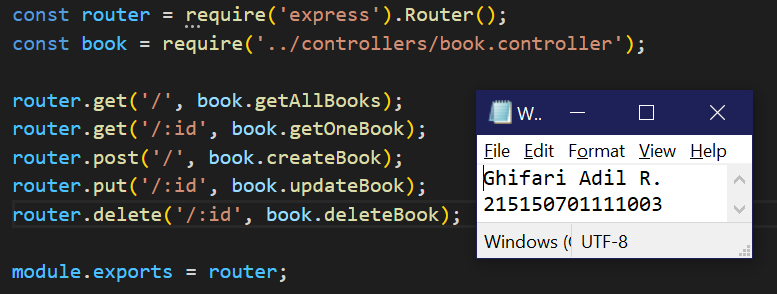 const router = require('express').Router();
const book = require('../controllers/book.controller');
router.get('/', book.getAllBooks);
router.get('/:id', book.getOneBook);
router.post('/', book.createBook);
router.put('/:id', book.updateBook);
router.delete('/:id', book.deleteBook);
module.exports = router;
W..
File Edit Format View Help
Ghifari Adil R.
215150701111003
Windows (C UTF-8